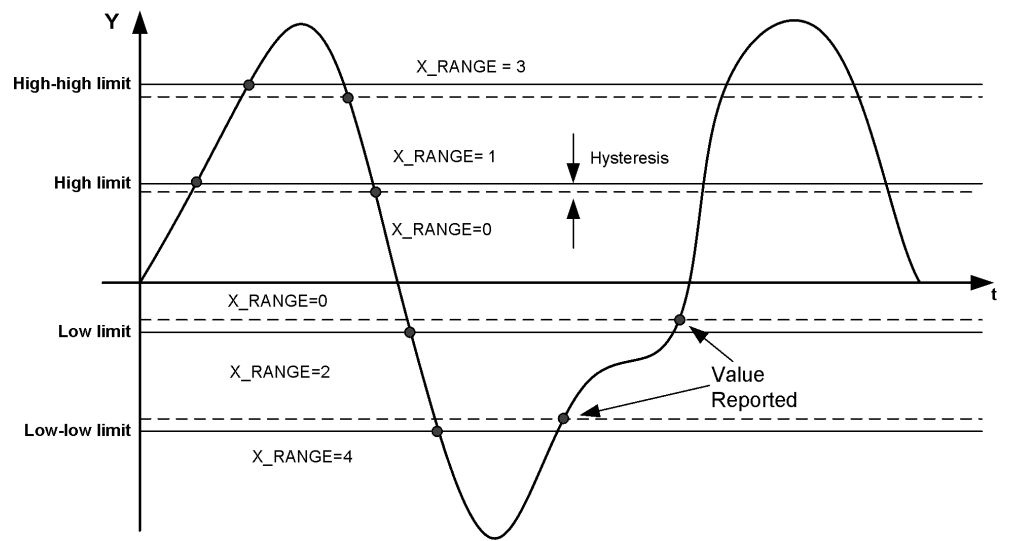 Y
X_RANGE = 3
High-high limit
X_RANGE= 1
Hysteresis
High limit
X_RANGE=0
X_RANGE=0
t
Low limit
X_RANGE=2
Value
Reported
Low-low limit
X_RANGE=4